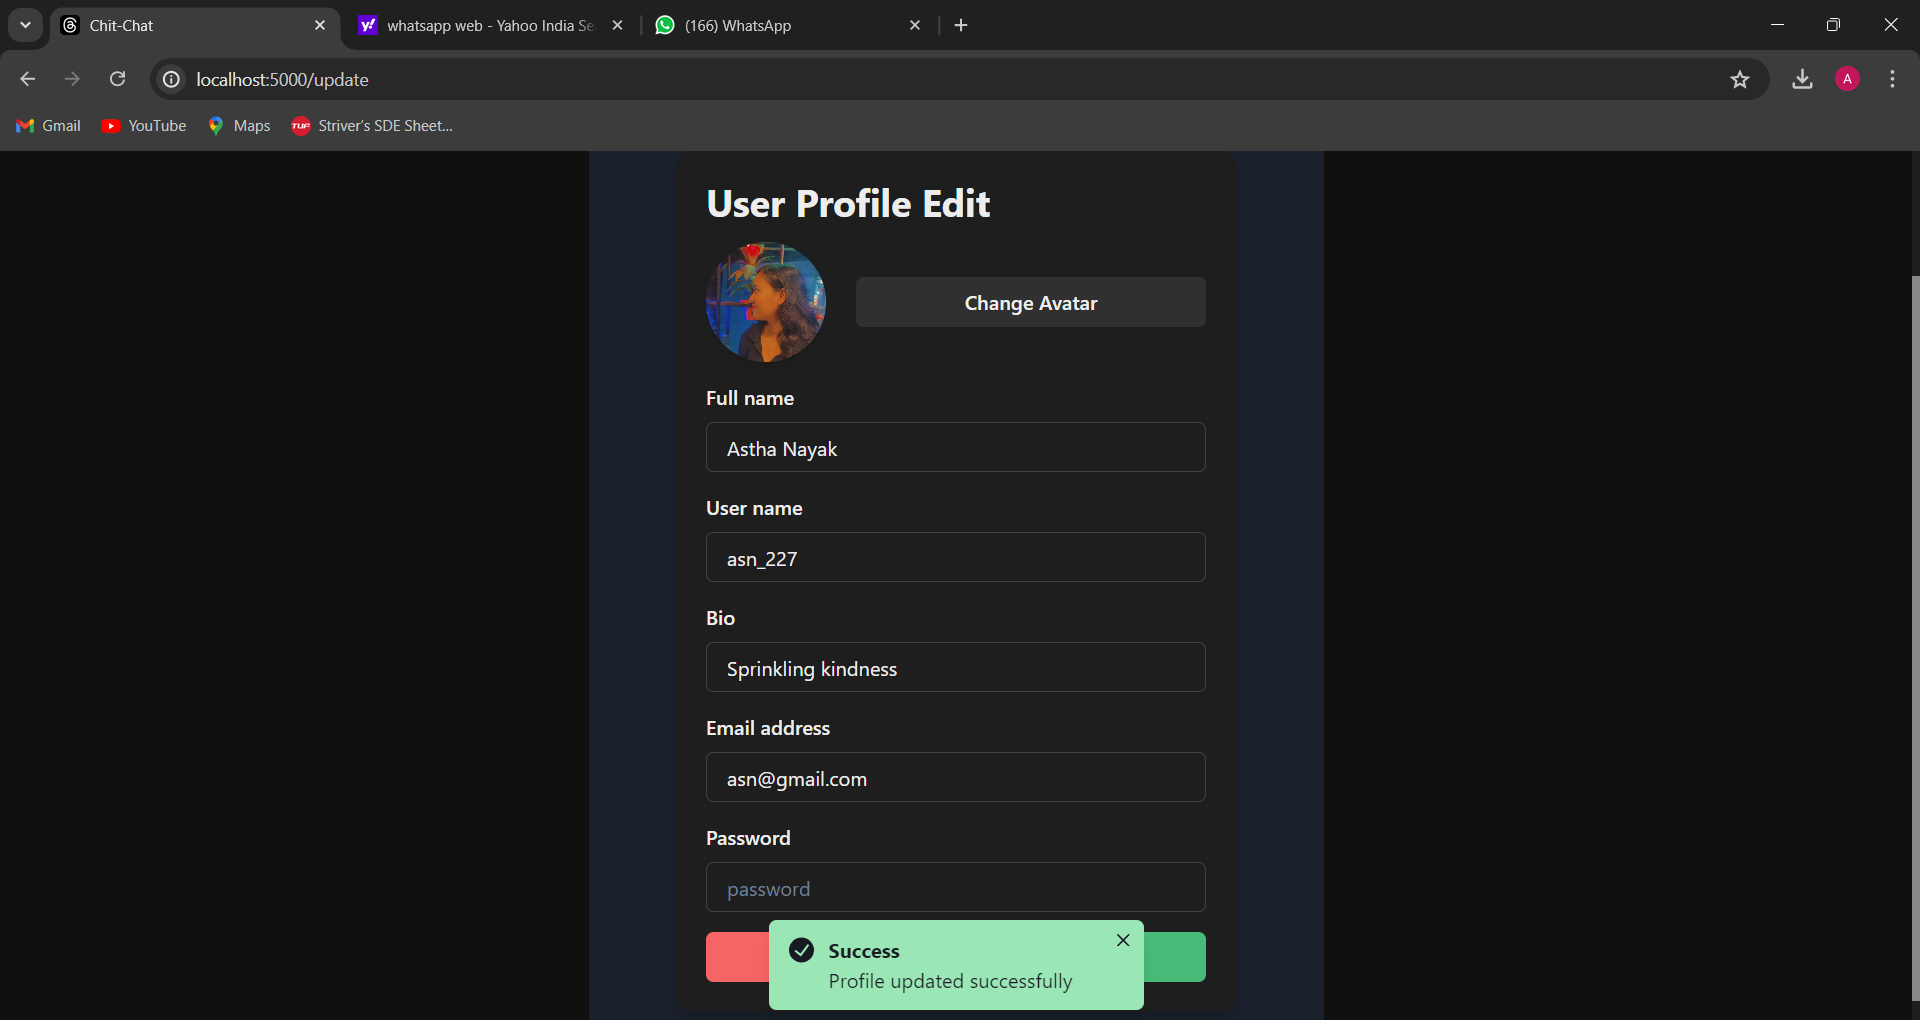 Chit-Chat
whatsapp web - Yahoo India Se
(166) WhatsApp
localhost:5000/update
A
Gmail
YouTube
Maps
TUF
Striver's SDE Sheet...
User Profile Edit
Change Avatar
Full name
Astha Nayak
User name
asn_227
Bio
Sprinkling kindness
Email address
asn@gmail.com
Password
password
Success
Profile updated successfully